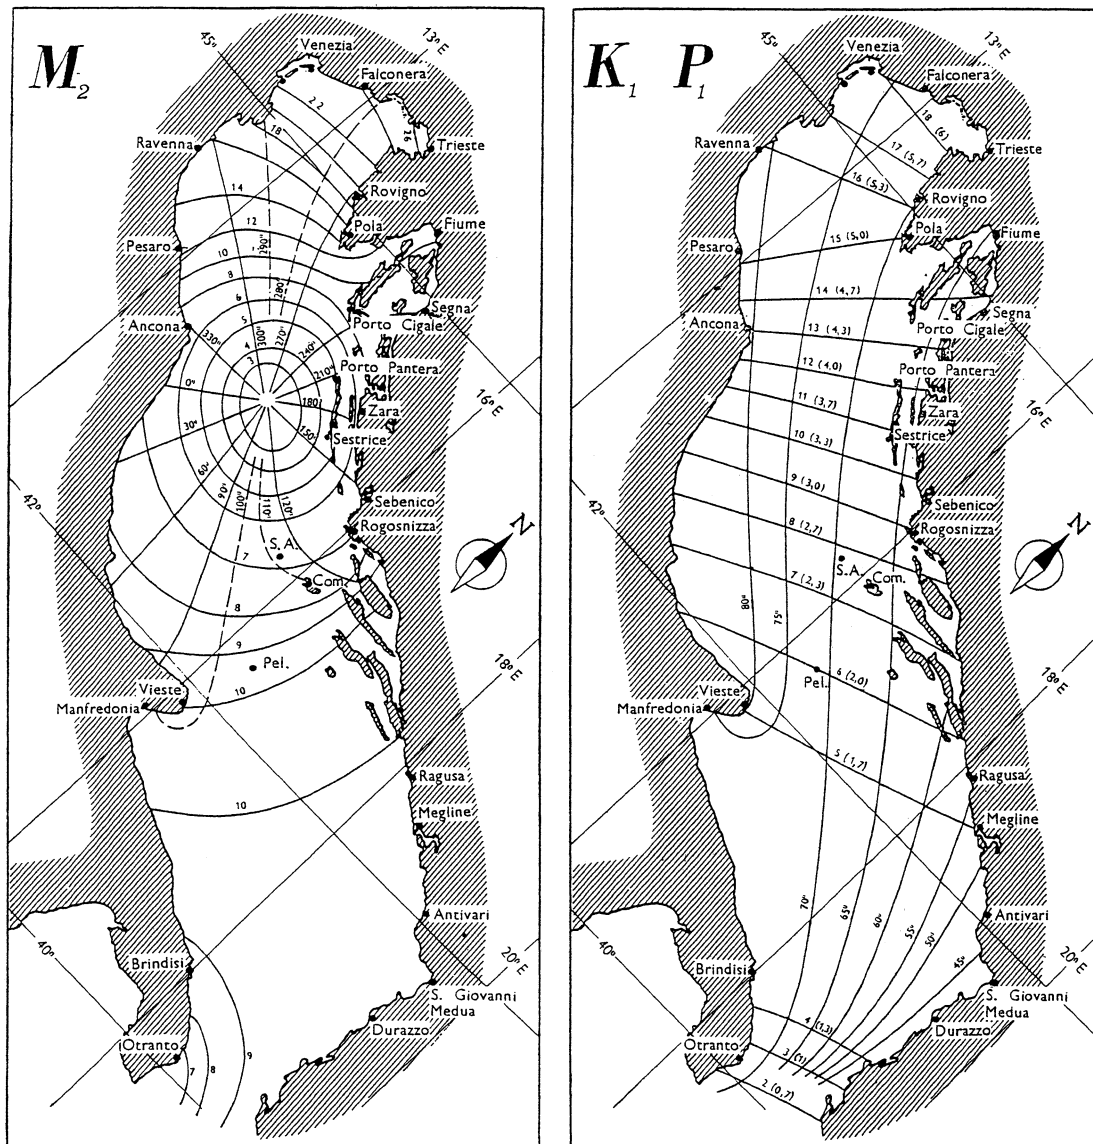 M₂
45°
Venezia
13° E
Falconera
22
18
26
Ravenna
Trieste
14
Rovigno
12
Pola
Fiume
Pesaro
10
290°
8
280°
6
Segna
Ancona
330°
5
300°
270°
Porto Cigale
4
240°
3
210°
Porto Pantera
0°
180
Zara
16° E
30°
150°
Sestrice
60°
90°
100°
110°
120°
42°
Sebenico
Rogosnizza
N
7
S.A.
Com.
8
9
Pel.
18° E
10
Vieste
Manfredonia
Ragusa
10
Megline
Antivari
40°
20° E
Brindisi
S. Giovanni
Medua
Durazzo
Otranto
7
8
9
K₁ P₁
45°
Venezia
13° E
Falconera
18 (6)
Ravenna
Trieste
17 (5,7)
16 (5,3)
Rovigno
Pola
Fiume
15 (5,0)
Pesaro
14 (4,7)
Segna
Ancona
13 (4,3)
Porto Cigale
12 (4,0)
Porto Pantera
11 (3,7)
Zara
16° E
10 (3,3)
Sestrice
9 (3,0)
42°
Sebenico
8 (2,7)
Rogosnizza
N
S.A.
7 (2,3)
Com.
80°
75°
6 (2,0)
Pel.
18° E
Vieste
Manfredonia
5 (1,7)
Ragusa
Megline
70°
65°
60°
55°
50°
Antivari
40°
45°
20° E
Brindisi
S. Giovanni
Medua
4 (1,3)
Durazzo
Otranto
3 (1)
2 (0,7)